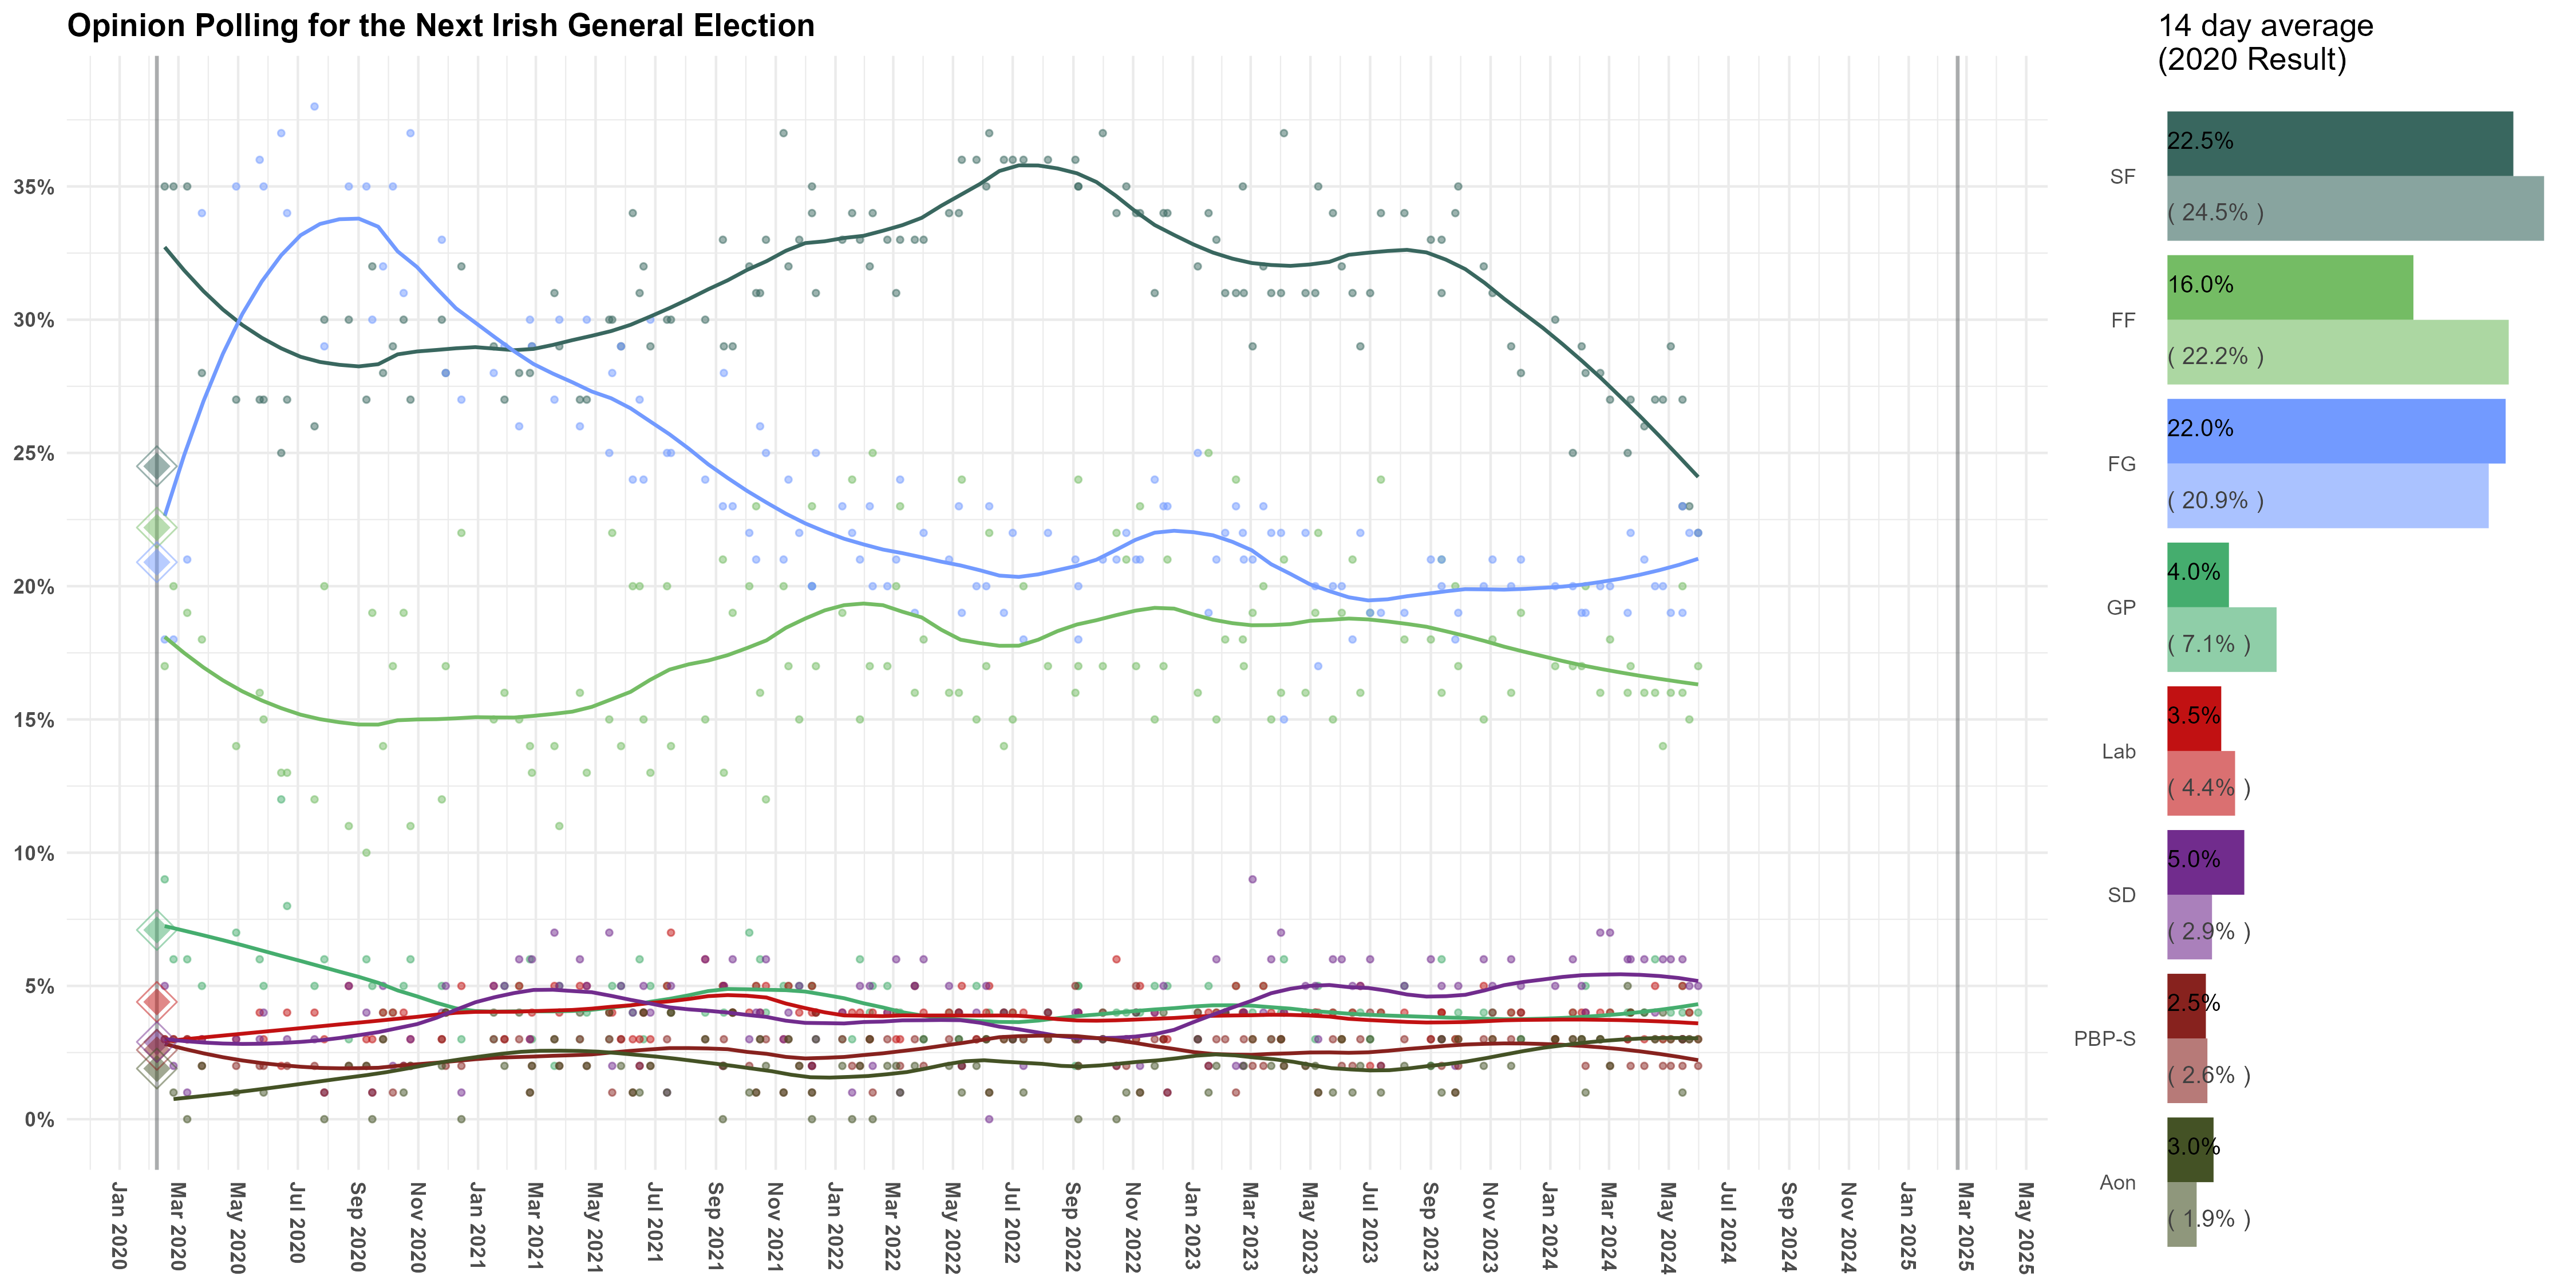 Opinion Polling for the Next Irish General Election
14 day average
(2020 Result)
35%
30%
25%
20%
15%
10%
5%
0%
Jan 2020
Mar 2020
May 2020
Jul 2020
Sep 2020
Nov 2020
Jan 2021
Mar 2021
May 2021
Jul 2021
Sep 2021
Nov 2021
Jan 2022
Mar 2022
May 2022
Jul 2022
Sep 2022
Nov 2022
Jan 2023
Mar 2023
May 2023
Jul 2023
Sep 2023
Nov 2023
Jan 2024
Mar 2024
May 2024
Jul 2024
Sep 2024
Nov 2024
Jan 2025
Mar 2025
May 2025
SF
22.5%
( 24.5% )
FF
16.0%
( 22.2% )
FG
22.0%
( 20.9% )
GP
4.0%
( 7.1% )
Lab
3.5%
( 4.4% )
SD
5.0%
( 2.9% )
PBP-S
2.5%
( 2.6% )
Aon
3.0%
( 1.9% )